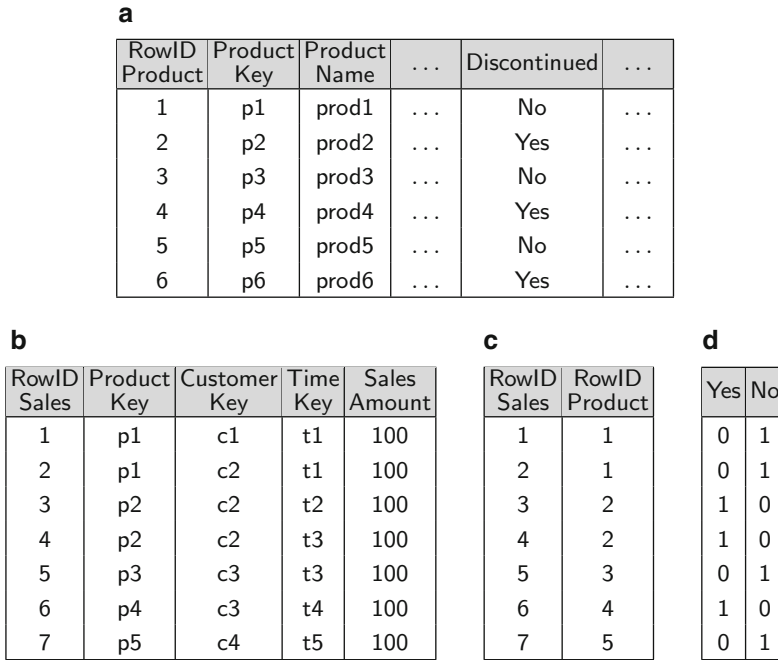 a
RowID Product Product ... Discontinued ...
Product Key Name
1 p1 prod1 ... No ...
2 p2 prod2 ... Yes ...
3 p3 prod3 ... No ...
4 p4 prod4 ... Yes ...
5 p5 prod5 ... No ...
6 p6 prod6 ... Yes ...
b
RowID Product Customer Time Sales
Sales Key Key Key Amount
1 p1 c1 t1 100
2 p1 c2 t1 100
3 p2 c2 t2 100
4 p2 c2 t3 100
5 p3 c3 t3 100
6 p4 c3 t4 100
7 p5 c4 t5 100
c
RowID RowID
Sales Product
1 1
2 1
3 2
4 2
5 3
6 4
7 5
d
Yes No
0 1
0 1
1 0
1 0
0 1
1 0
0 1